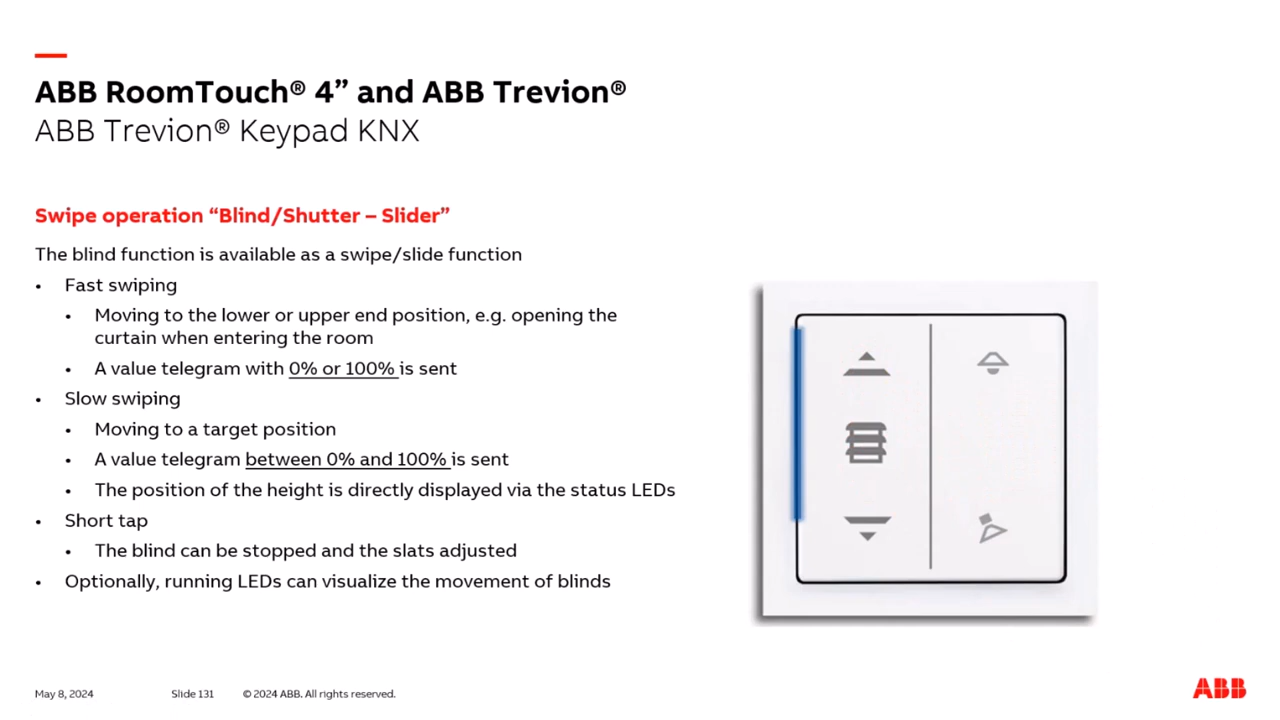 ABB RoomTouch® 4” and ABB Trevion®
ABB Trevion® Keypad KNX
Swipe operation “Blind/Shutter – Slider”
The blind function is available as a swipe/slide function
• Fast swiping
• Moving to the lower or upper end position, e.g. opening the
curtain when entering the room
• A value telegram with 0% or 100% is sent
• Slow swiping
• Moving to a target position
• A value telegram between 0% and 100% is sent
• The position of the height is directly displayed via the status LEDs
• Short tap
• The blind can be stopped and the slats adjusted
• Optionally, running LEDs can visualize the movement of blinds
May 8, 2024 Slide 131 © 2024 ABB. All rights reserved.
ABB